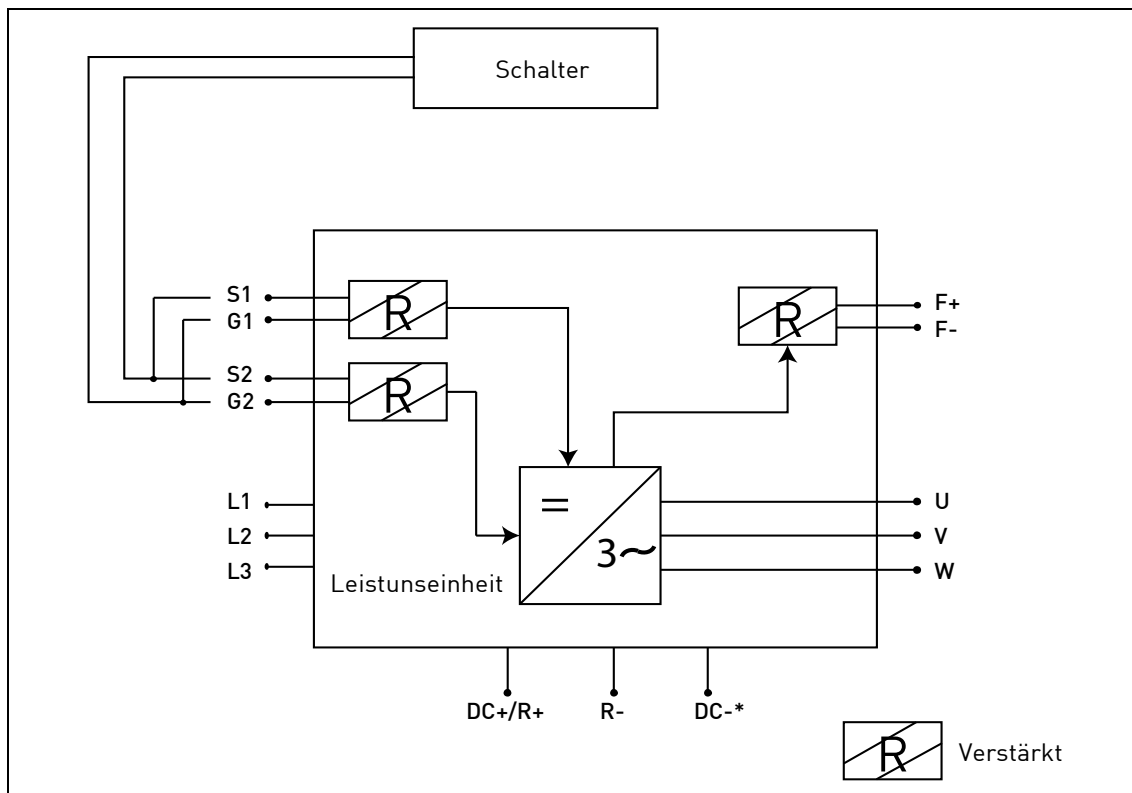 Schalter
S1
G1
S2
G2
F+
F-
R
R
R
L1
L2
L3
=
3~
U
V
W
Leistunseinheit
DC+/R+
R-
DC-*
R
Verstärkt